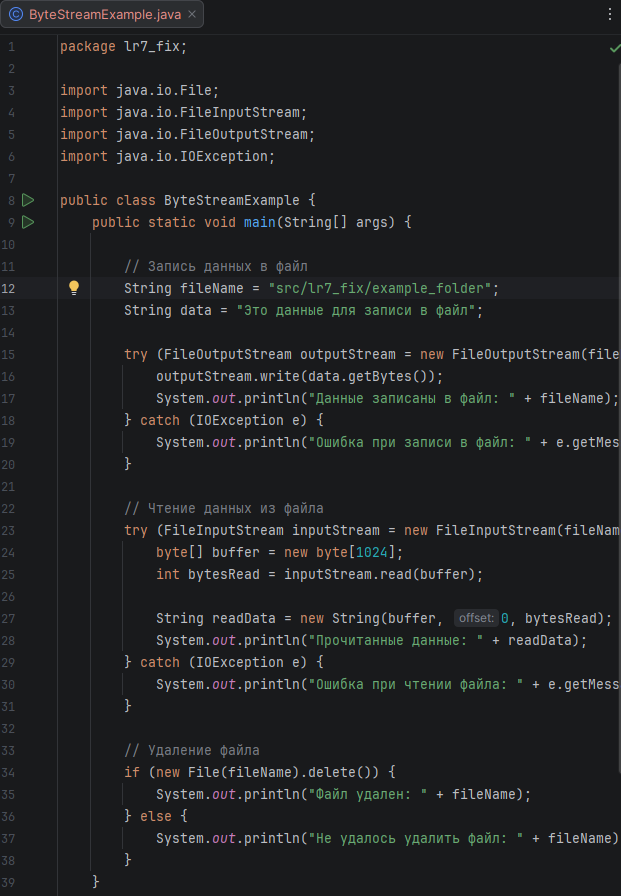 ByteStreamExample.java
1 package lr7_fix;
2
3 import java.io.File;
4 import java.io.FileInputStream;
5 import java.io.FileOutputStream;
6 import java.io.IOException;
7
8 public class ByteStreamExample {
9 public static void main(String[] args) {
10
11 // Запись данных в файл
12 String fileName = "src/lr7_fix/example_folder";
13 String data = "Это данные для записи в файл";
14
15 try (FileOutputStream outputStream = new FileOutputStream(file
16 outputStream.write(data.getBytes());
17 System.out.println("Данные записаны в файл: " + fileName);
18 } catch (IOException e) {
19 System.out.println("Ошибка при записи в файл: " + e.getMess
20 }
21
22 // Чтение данных из файла
23 try (FileInputStream inputStream = new FileInputStream(fileNam
24 byte[] buffer = new byte[1024];
25 int bytesRead = inputStream.read(buffer);
26
27 String readData = new String(buffer, offset: 0, bytesRead);
28 System.out.println("Прочитанные данные: " + readData);
29 } catch (IOException e) {
30 System.out.println("Ошибка при чтении файла: " + e.getMess
31 }
32
33 // Удаление файла
34 if (new File(fileName).delete()) {
35 System.out.println("Файл удален: " + fileName);
36 } else {
37 System.out.println("Не удалось удалить файл: " + fileName)
38 }
39 }